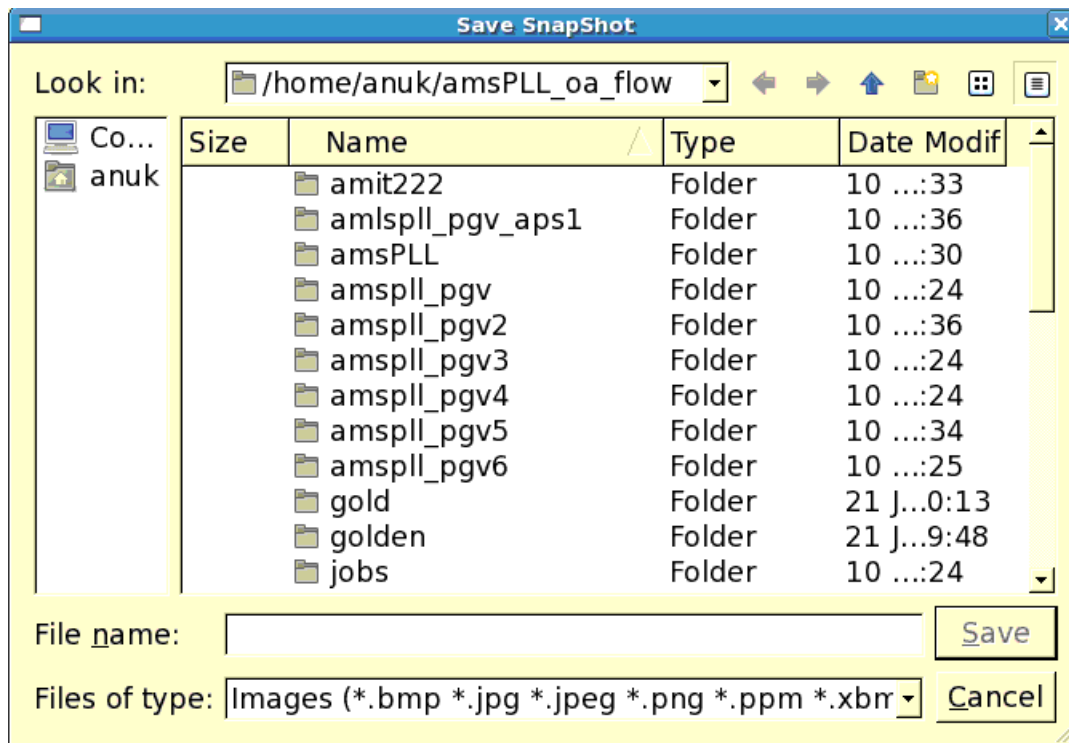 Save SnapShot
Look in: /home/anuk/amsPLL_oa_flow
Co...
anuk
Size Name Type Date Modif
amit222 Folder 10 ...:33
amlspll_pgv_aps1 Folder 10 ...:36
amsPLL Folder 10 ...:30
amspll_pgv Folder 10 ...:24
amspll_pgv2 Folder 10 ...:36
amspll_pgv3 Folder 10 ...:24
amspll_pgv4 Folder 10 ...:24
amspll_pgv5 Folder 10 ...:34
amspll_pgv6 Folder 10 ...:25
gold Folder 21 J...0:13
golden Folder 21 J...9:48
jobs Folder 10 ...:24
File name: Save
Files of type: Images (*.bmp *.jpg *.jpeg *.png *.ppm *.xbm Cancel